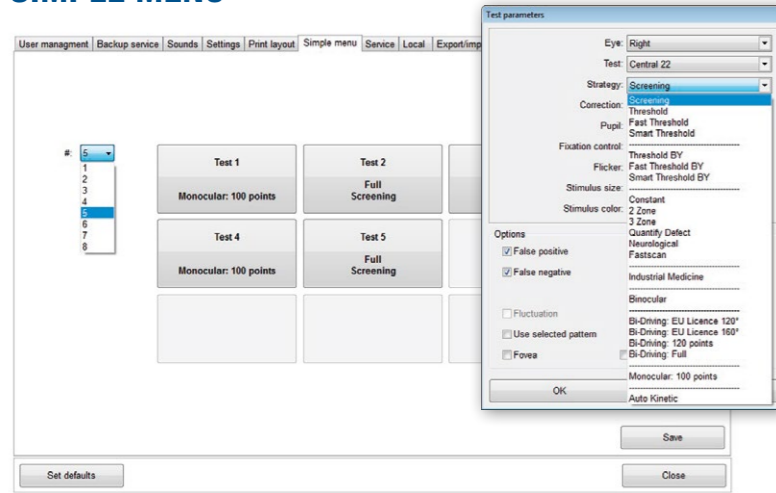 SIMPLE MENU
User managment Backup service Sounds Settings Print layout Simple menu Service Local Export/imp
#: 5
1
2
3
4
5
6
7
8
Test 1
Monocular: 100 points
Test 2
Full
Screening
Test 4
Monocular: 100 points
Test 5
Full
Screening
Save
Set defaults
Close
Test parameters
Eye: Right
Test: Central 22
Strategy: Screening
Correction:
Pupil:
Fixation control:
Flicker:
Stimulus size:
Stimulus color:
Screening
Threshold
Fast Threshold
Smart Threshold
Threshold BY
Fast Threshold BY
Smart Threshold BY
Constant
2 Zone
3 Zone
Quantify Defect
Neurological
Fastscan
Industrial Medicine
Binocular
Bi-Driving: EU Licence 120°
Bi-Driving: EU Licence 160°
Bi-Driving: 120 points
Bi-Driving: Full
Monocular: 100 points
Auto Kinetic
Options
False positive
False negative
Fluctuation
Use selected pattern
Fovea
OK